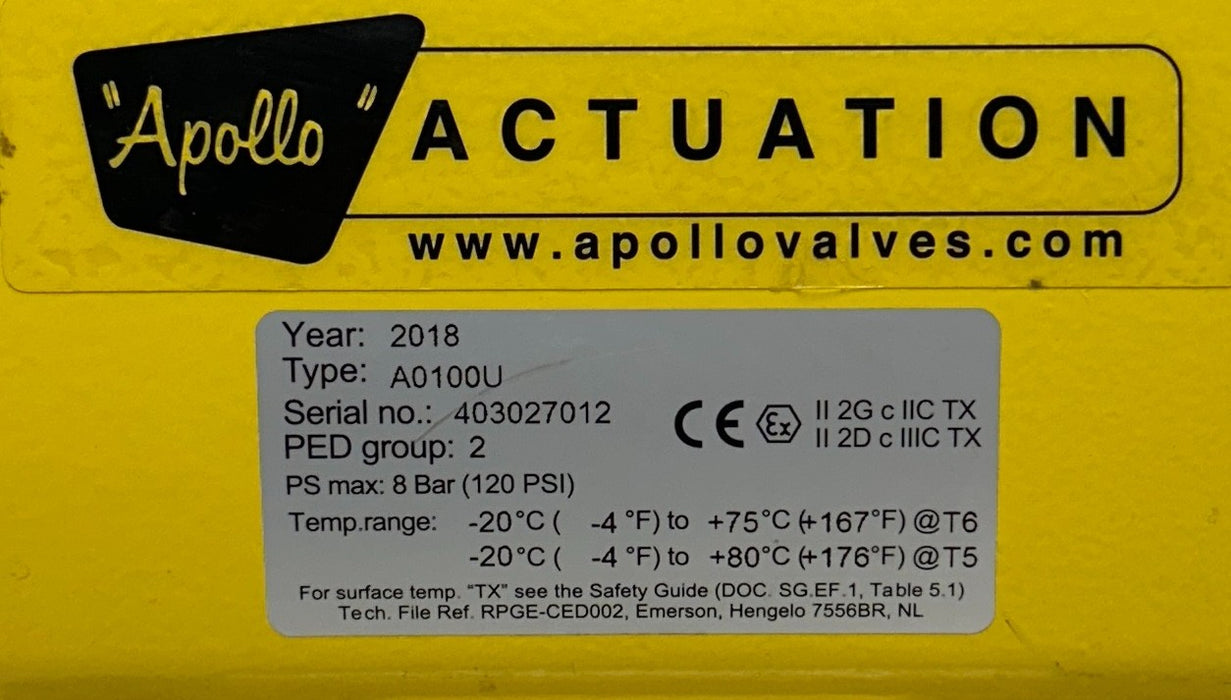 "Apollo" ACTUATION
www.apollovalves.com
Year: 2018
Type: A0100U
Serial no.: 403027012
PED group: 2
CE Ex II 2G c IIC TX
II 2D c IIIC TX
PS max: 8 Bar (120 PSI)
Temp.range: -20°C ( -4 °F) to +75°C (+167°F) @T6
-20°C ( -4 °F) to +80°C (+176°F) @T5
For surface temp. "TX" see the Safety Guide (DOC. SG.EF.1, Table 5.1)
Tech. File Ref. RPGE-CED002, Emerson, Hengelo 7556BR, NL